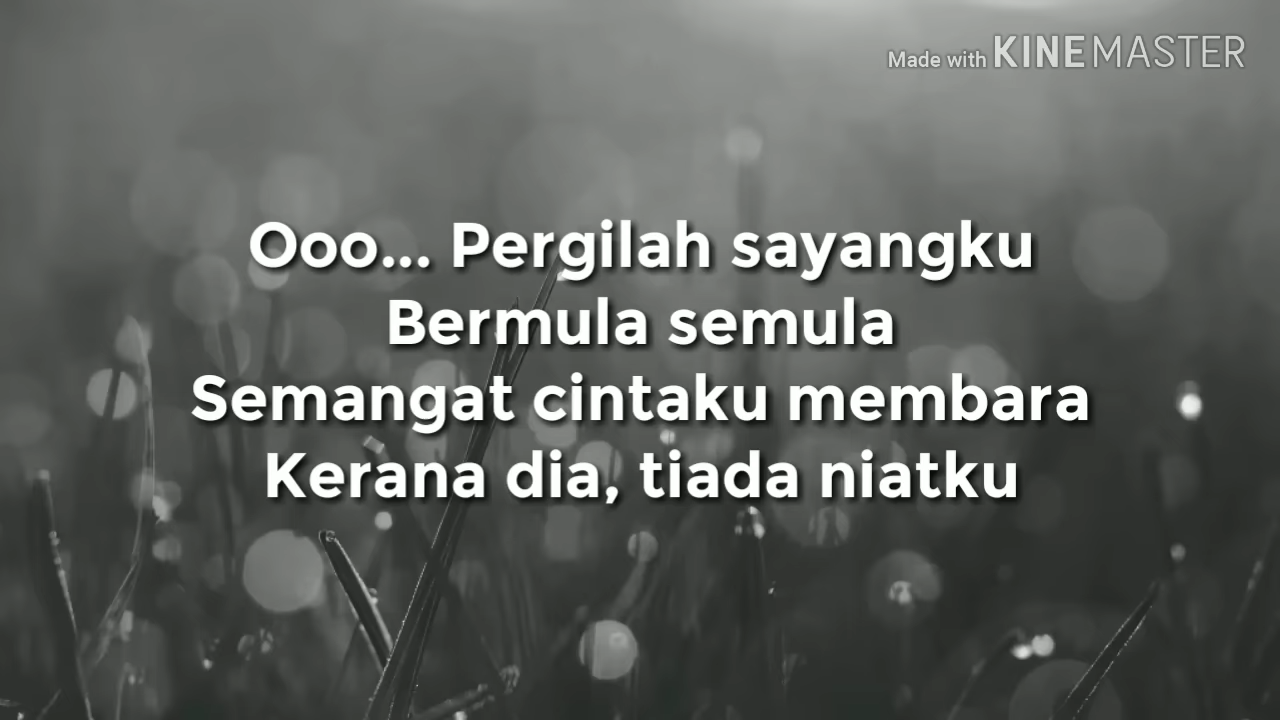 Made with KINEMASTER
Ooo... Pergilah sayangku
Bermula semula
Semangat cintaku membara
Kerana dia, tiada niatku